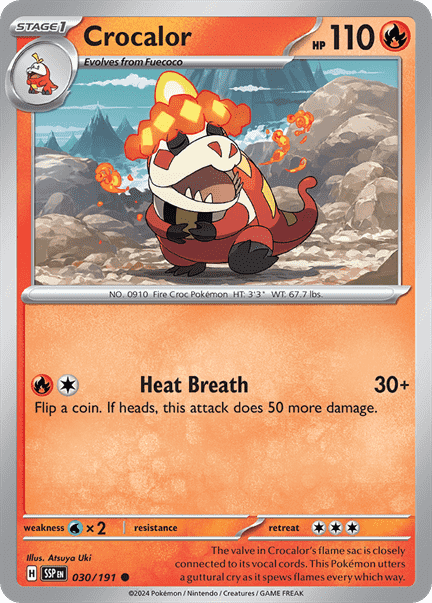 STAGE 1
Crocalor
HP 110
Evolves from Fuecoco
NO. 0910 Fire Croc Pokémon HT: 3'3" WT: 67.7 lbs.
Heat Breath 30+
Flip a coin. If heads, this attack does 50 more damage.
weakness ×2 resistance retreat
Illus. Atsuya Uki
The valve in Crocalor's flame sac is closely
connected to its vocal cords. This Pokémon utters
a guttural cry as it spews flames every which way.
H SSP EN 030/191
©2024 Pokémon / Nintendo / Creatures / GAME FREAK